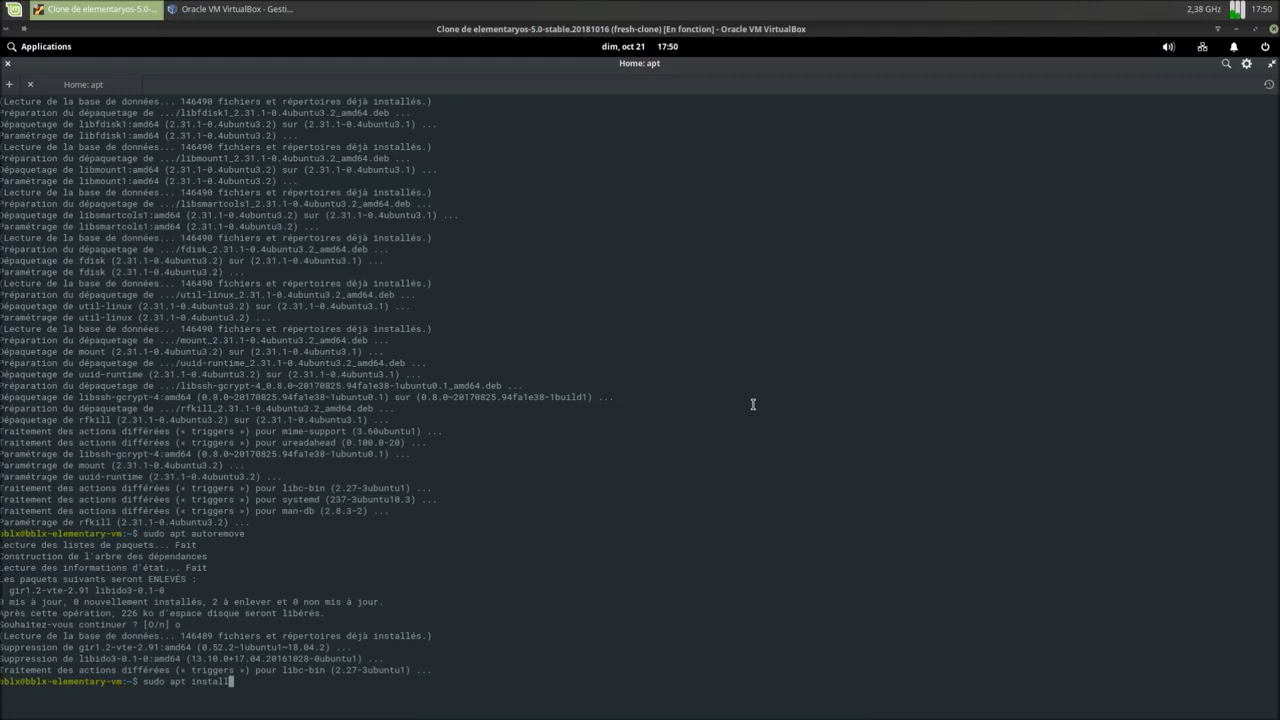 Clone de elementaryos-5.0-...
Oracle VM VirtualBox - Gesti...
2,38 GHz
17:50
Clone de elementaryos-5.0-stable.20181016 (fresh-clone) [En fonction] - Oracle VM VirtualBox
Applications
dim, oct 21 17:50
Home: apt
Home: apt
(Lecture de la base de données... 146490 fichiers et répertoires déjà installés.)
Préparation du dépaquetage de .../libfdisk1_2.31.1-0.4ubuntu3.2_amd64.deb ...
Dépaquetage de libfdisk1:amd64 (2.31.1-0.4ubuntu3.2) sur (2.31.1-0.4ubuntu3.1) ...
Paramétrage de libfdisk1:amd64 (2.31.1-0.4ubuntu3.2) ...
(Lecture de la base de données... 146490 fichiers et répertoires déjà installés.)
Préparation du dépaquetage de .../libmount1_2.31.1-0.4ubuntu3.2_amd64.deb ...
Dépaquetage de libmount1:amd64 (2.31.1-0.4ubuntu3.2) sur (2.31.1-0.4ubuntu3.1) ...
Paramétrage de libmount1:amd64 (2.31.1-0.4ubuntu3.2) ...
(Lecture de la base de données... 146490 fichiers et répertoires déjà installés.)
Préparation du dépaquetage de .../libsmartcols1_2.31.1-0.4ubuntu3.2_amd64.deb ...
Dépaquetage de libsmartcols1:amd64 (2.31.1-0.4ubuntu3.2) sur (2.31.1-0.4ubuntu3.1) ...
Paramétrage de libsmartcols1:amd64 (2.31.1-0.4ubuntu3.2) ...
(Lecture de la base de données... 146490 fichiers et répertoires déjà installés.)
Préparation du dépaquetage de .../fdisk_2.31.1-0.4ubuntu3.2_amd64.deb ...
Dépaquetage de fdisk (2.31.1-0.4ubuntu3.2) sur (2.31.1-0.4ubuntu3.1) ...
Paramétrage de fdisk (2.31.1-0.4ubuntu3.2) ...
(Lecture de la base de données... 146490 fichiers et répertoires déjà installés.)
Préparation du dépaquetage de .../util-linux_2.31.1-0.4ubuntu3.2_amd64.deb ...
Dépaquetage de util-linux (2.31.1-0.4ubuntu3.2) sur (2.31.1-0.4ubuntu3.1) ...
Paramétrage de util-linux (2.31.1-0.4ubuntu3.2) ...
(Lecture de la base de données... 146490 fichiers et répertoires déjà installés.)
Préparation du dépaquetage de .../mount_2.31.1-0.4ubuntu3.2_amd64.deb ...
Dépaquetage de mount (2.31.1-0.4ubuntu3.2) sur (2.31.1-0.4ubuntu3.1) ...
Préparation du dépaquetage de .../uuid-runtime_2.31.1-0.4ubuntu3.2_amd64.deb ...
Dépaquetage de uuid-runtime (2.31.1-0.4ubuntu3.2) sur (2.31.1-0.4ubuntu3.1) ...
Préparation du dépaquetage de .../libssh-gcrypt-4_0.8.0~20170825.94fa1e38-1ubuntu0.1_amd64.deb ...
Dépaquetage de libssh-gcrypt-4:amd64 (0.8.0~20170825.94fa1e38-1ubuntu0.1) sur (0.8.0~20170825.94fa1e38-1build1) ...
Préparation du dépaquetage de .../rfkill_2.31.1-0.4ubuntu3.2_amd64.deb ...
Dépaquetage de rfkill (2.31.1-0.4ubuntu3.2) sur (2.31.1-0.4ubuntu3.1) ...
Traitement des actions différées (« triggers ») pour mime-support (3.60ubuntu1) ...
Traitement des actions différées (« triggers ») pour ureadahead (0.100.0-20) ...
Paramétrage de libssh-gcrypt-4:amd64 (0.8.0~20170825.94fa1e38-1ubuntu0.1) ...
Paramétrage de mount (2.31.1-0.4ubuntu3.2) ...
Paramétrage de uuid-runtime (2.31.1-0.4ubuntu3.2) ...
Traitement des actions différées (« triggers ») pour libc-bin (2.27-3ubuntu1) ...
Traitement des actions différées (« triggers ») pour systemd (237-3ubuntu10.3) ...
Traitement des actions différées (« triggers ») pour man-db (2.8.3-2) ...
Paramétrage de rfkill (2.31.1-0.4ubuntu3.2) ...
bblx@bblx-elementary-vm:~$ sudo apt autoremove
Lecture des listes de paquets... Fait
Construction de l'arbre des dépendances
Lecture des informations d'état... Fait
Les paquets suivants seront ENLEVÉS :
gir1.2-vte-2.91 libido3-0.1-0
0 mis à jour, 0 nouvellement installés, 2 à enlever et 0 non mis à jour.
Après cette opération, 226 ko d'espace disque seront libérés.
Souhaitez-vous continuer ? [O/n] o
(Lecture de la base de données... 146489 fichiers et répertoires déjà installés.)
Suppression de gir1.2-vte-2.91:amd64 (0.52.2-1ubuntu1~18.04.2) ...
Suppression de libido3-0.1-0:amd64 (13.10.0+17.04.20161028-0ubuntu1) ...
Traitement des actions différées (« triggers ») pour libc-bin (2.27-3ubuntu1) ...
bblx@bblx-elementary-vm:~$ sudo apt install